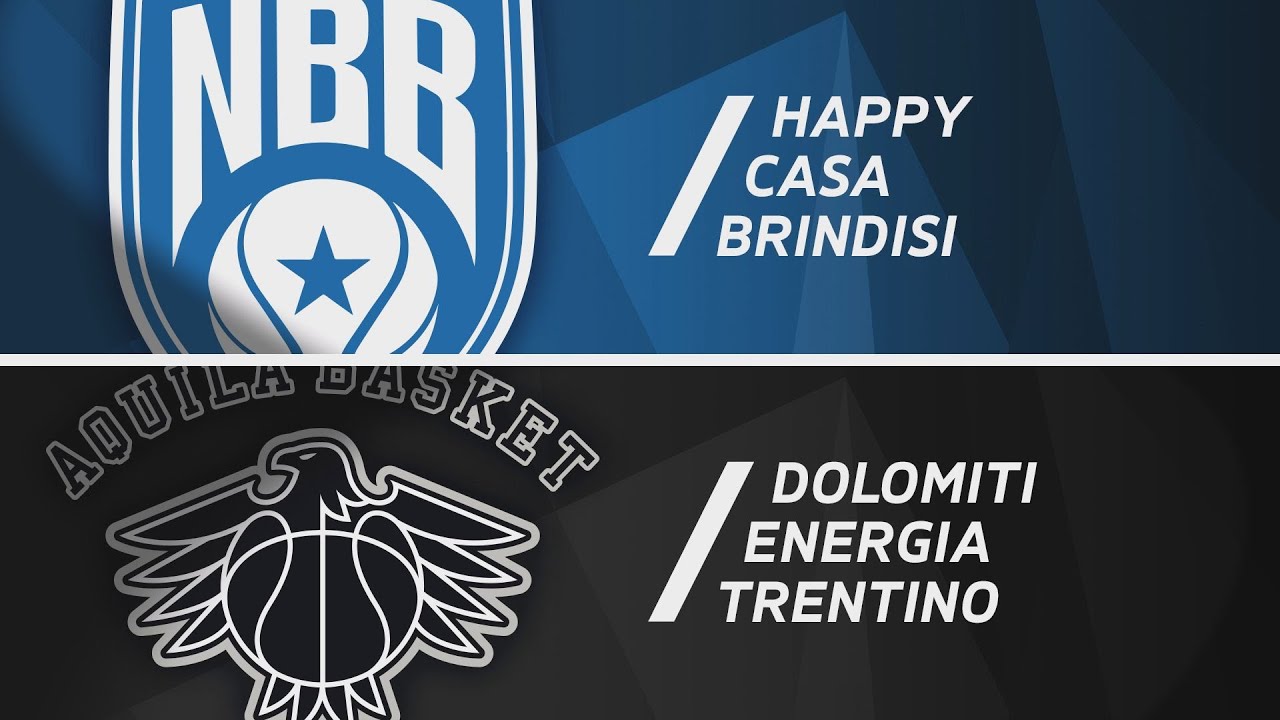 NBB
HAPPY
CASA
BRINDISI
AQUILA BASKET
DOLOMITI
ENERGIA
TRENTINO